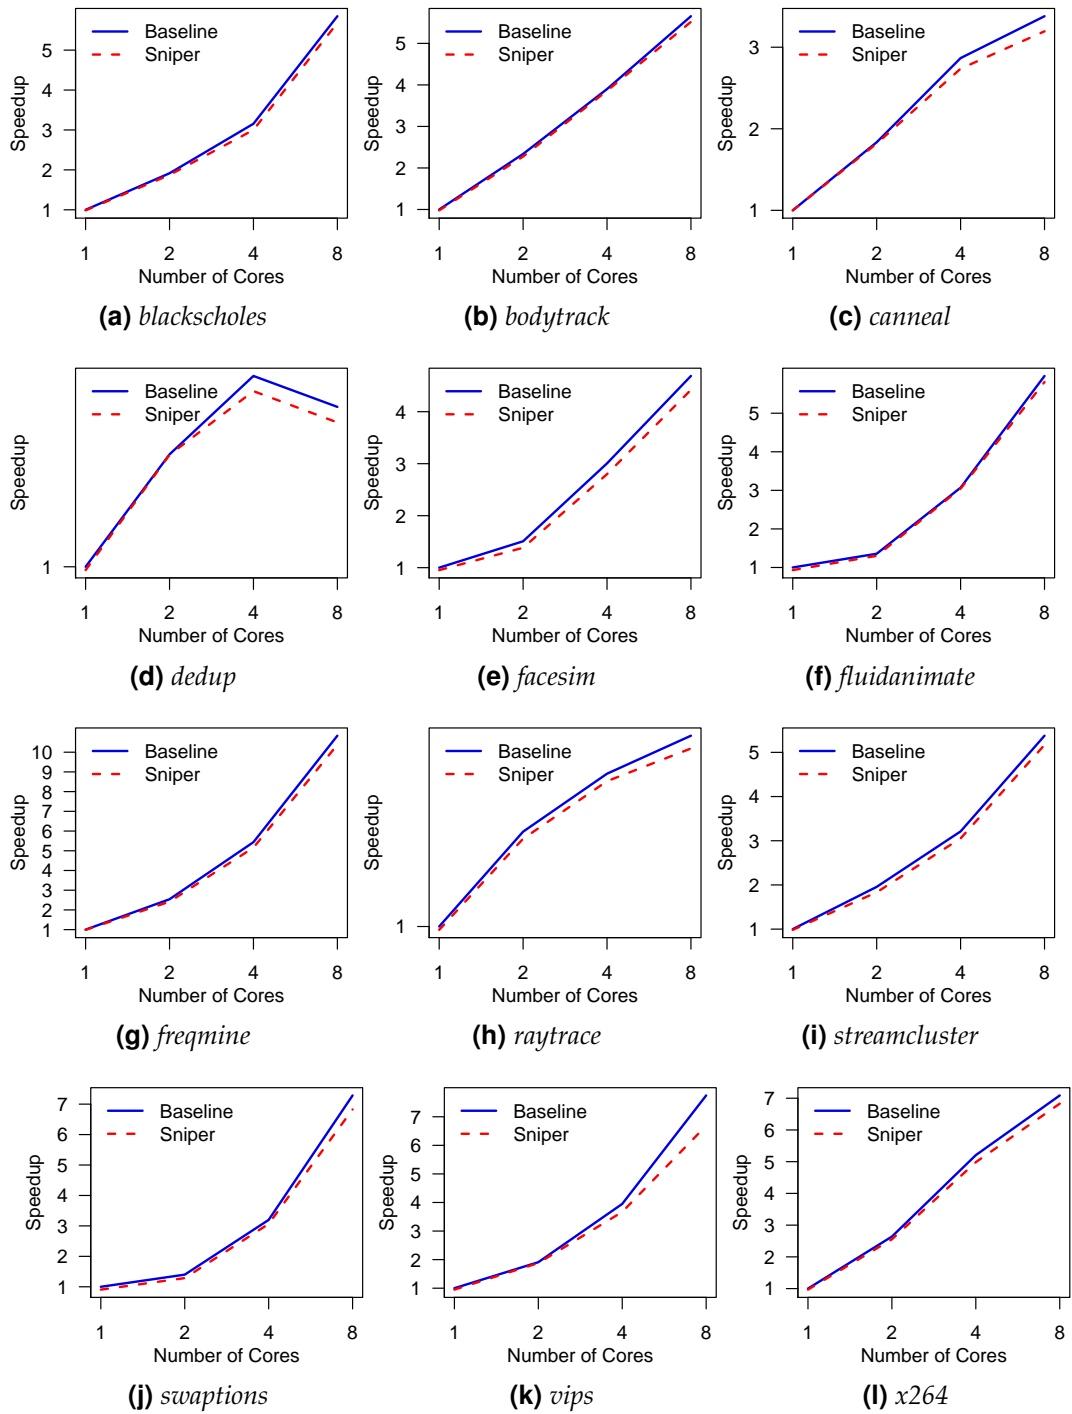 Baseline
Sniper
Speedup
1
2
3
4
5
1
2
4
8
Number of Cores
(a) blackscholes
Baseline
Sniper
Speedup
1
2
3
4
5
1
2
4
8
Number of Cores
(b) bodytrack
Baseline
Sniper
Speedup
1
2
3
1
2
4
8
Number of Cores
(c) canneal
Baseline
Sniper
Speedup
1
1
2
4
8
Number of Cores
(d) dedup
Baseline
Sniper
Speedup
1
2
3
4
1
2
4
8
Number of Cores
(e) facesim
Baseline
Sniper
Speedup
1
2
3
4
5
1
2
4
8
Number of Cores
(f) fluidanimate
Baseline
Sniper
Speedup
1
2
3
4
5
6
7
8
9
10
1
2
4
8
Number of Cores
(g) freqmine
Baseline
Sniper
Speedup
1
1
2
4
8
Number of Cores
(h) raytrace
Baseline
Sniper
Speedup
1
2
3
4
5
1
2
4
8
Number of Cores
(i) streamcluster
Baseline
Sniper
Speedup
1
2
3
4
5
6
7
1
2
4
8
Number of Cores
(j) swaptions
Baseline
Sniper
Speedup
1
2
3
4
5
6
7
1
2
4
8
Number of Cores
(k) vips
Baseline
Sniper
Speedup
1
2
3
4
5
6
7
1
2
4
8
Number of Cores
(l) x264